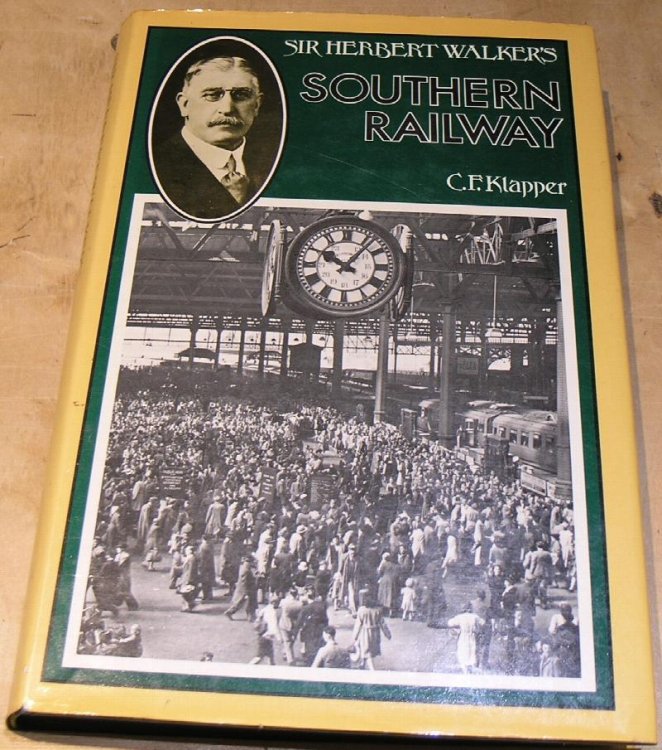 SIR HERBERT WALKER'S
SOUTHERN
RAILWAY
C.F. Klapper